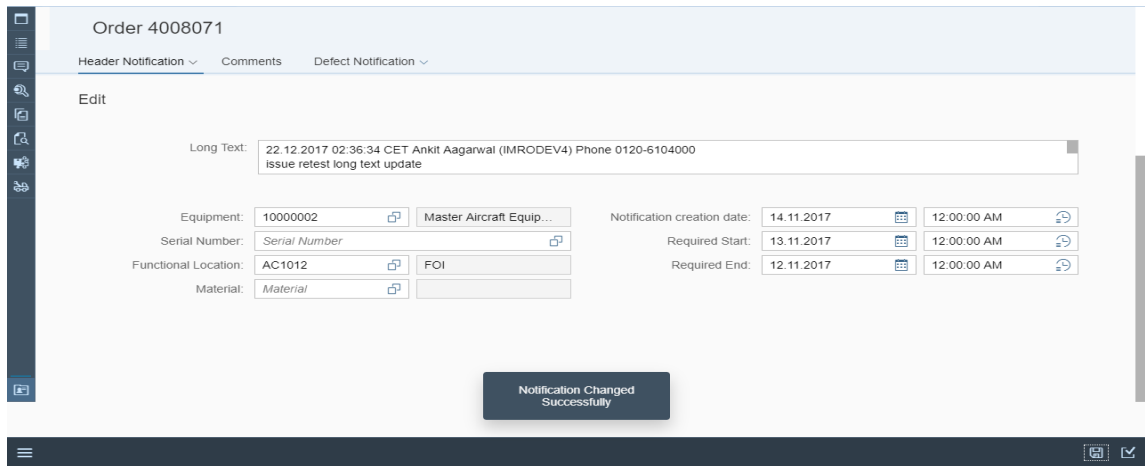 Order 4008071
Header Notification Comments Defect Notification
Edit
Long Text: 22.12.2017 02:36:34 CET Ankit Aagarwal (IMRODEV4) Phone 0120-6104000
issue retest long text update
Equipment: 10000002 Master Aircraft Equip... Notification creation date: 14.11.2017 12:00:00 AM
Serial Number: Serial Number Required Start: 13.11.2017 12:00:00 AM
Functional Location: AC1012 FOI Required End: 12.11.2017 12:00:00 AM
Material: Material
Notification Changed
Successfully